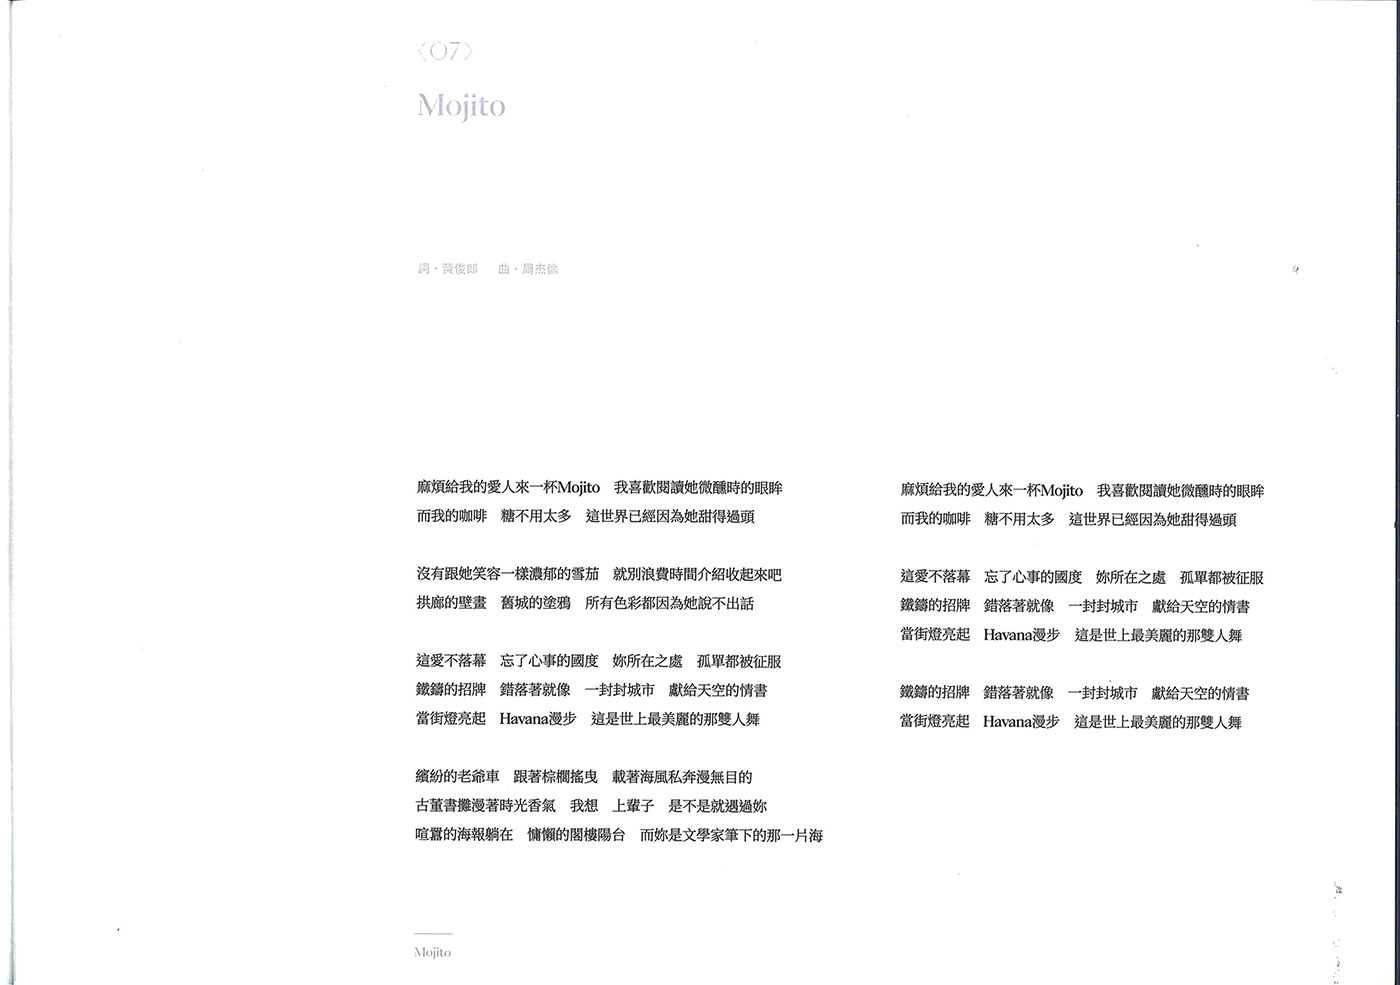 〈07〉
Mojito
詞・黃俊郎　曲・周杰倫
麻煩給我的愛人來一杯Mojito　我喜歡閱讀她微醺時的眼眸
而我的咖啡　糖不用太多　這世界已經因為她甜得過頭
沒有跟她笑容一樣濃郁的雪茄　就別浪費時間介紹收起來吧
拱廊的壁畫　舊城的塗鴉　所有色彩都因為她說不出話
這愛不落幕　忘了心事的國度　妳所在之處　孤單都被征服
鐵鑄的招牌　錯落著就像　一封封城市　獻給天空的情書
當街燈亮起　Havana漫步　這是世上最美麗的那雙人舞
繽紛的老爺車　跟著棕櫚搖曳　載著海風私奔漫無目的
古董書攤漫著時光香氣　我想　上輩子　是不是就遇過妳
喧囂的海報躺在　慵懶的閣樓陽台　而妳是文學家筆下的那一片海
麻煩給我的愛人來一杯Mojito　我喜歡閱讀她微醺時的眼眸
而我的咖啡　糖不用太多　這世界已經因為她甜得過頭
這愛不落幕　忘了心事的國度　妳所在之處　孤單都被征服
鐵鑄的招牌　錯落著就像　一封封城市　獻給天空的情書
當街燈亮起　Havana漫步　這是世上最美麗的那雙人舞
鐵鑄的招牌　錯落著就像　一封封城市　獻給天空的情書
當街燈亮起　Havana漫步　這是世上最美麗的那雙人舞
Mojito